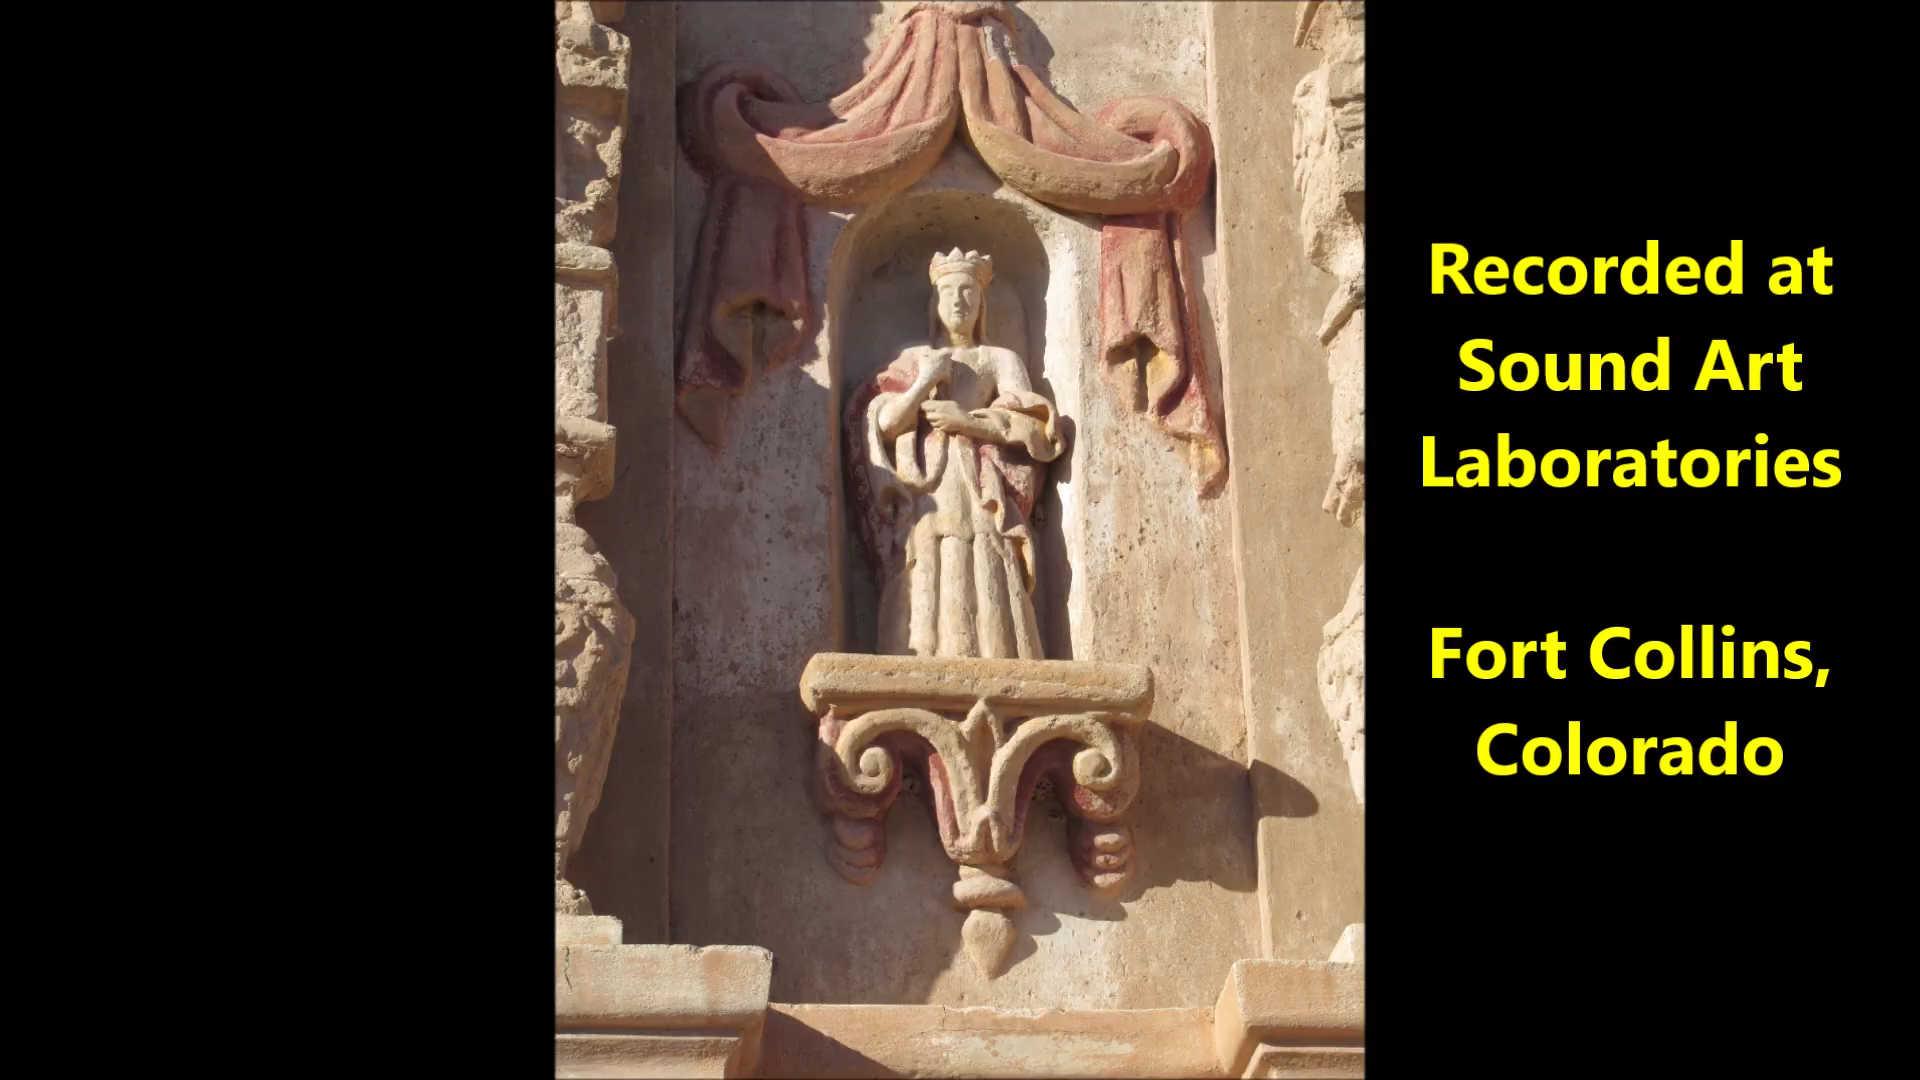 Recorded at
Sound Art
Laboratories
Fort Collins,
Colorado